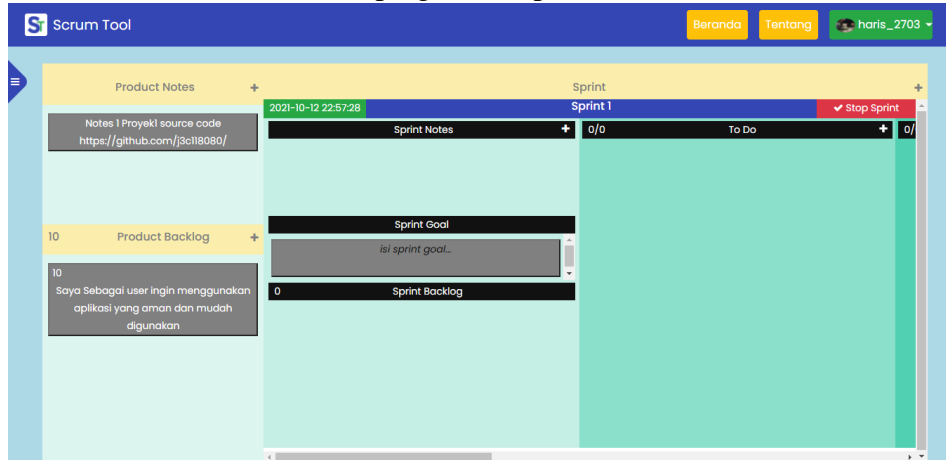 ST Scrum Tool
Beranda
Tentang
haris_2703
Product Notes +
Notes 1 Proyek1 source code
https://github.com/j3c118080/
10 Product Backlog +
10
Saya Sebagai user ingin menggunakan
aplikasi yang aman dan mudah
digunakan
Sprint +
2021-10-12 22:57:28
Sprint 1
Stop Sprint
Sprint Notes +
Sprint Goal
isi sprint goal...
0 Sprint Backlog
0/0 To Do +
0/